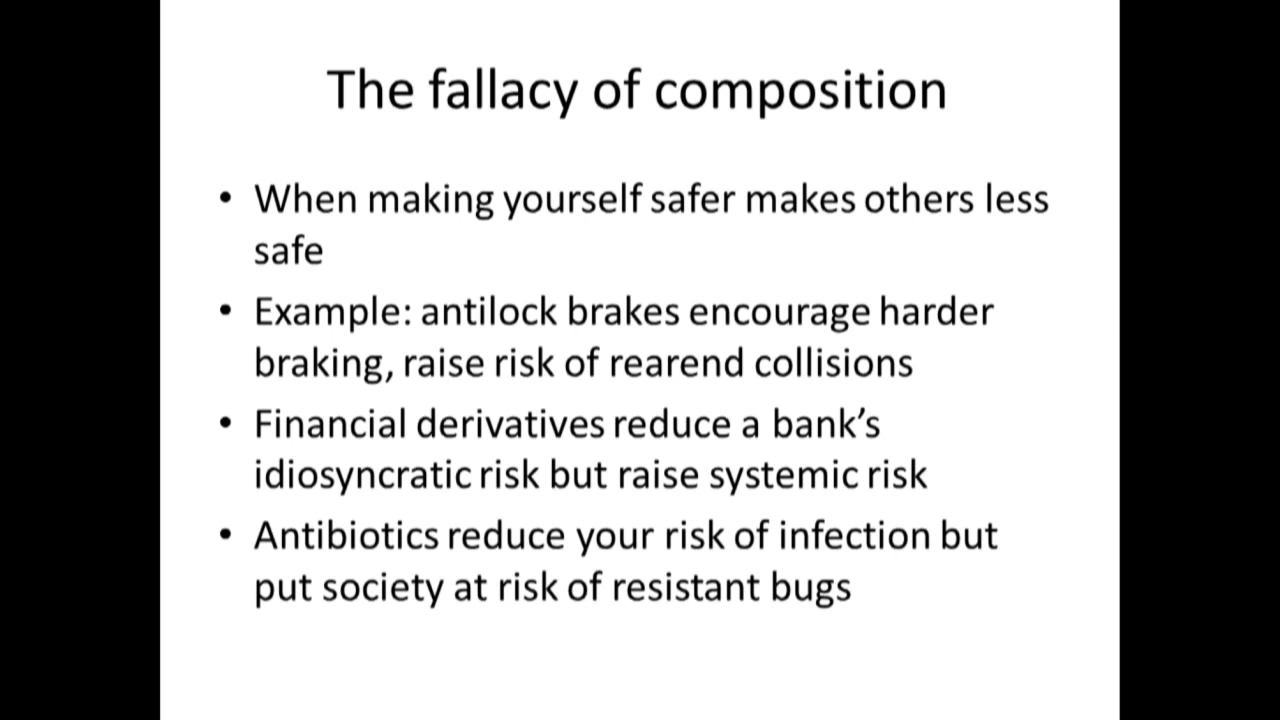 The fallacy of composition
• When making yourself safer makes others less
safe
• Example: antilock brakes encourage harder
braking, raise risk of rearend collisions
• Financial derivatives reduce a bank’s
idiosyncratic risk but raise systemic risk
• Antibiotics reduce your risk of infection but
put society at risk of resistant bugs